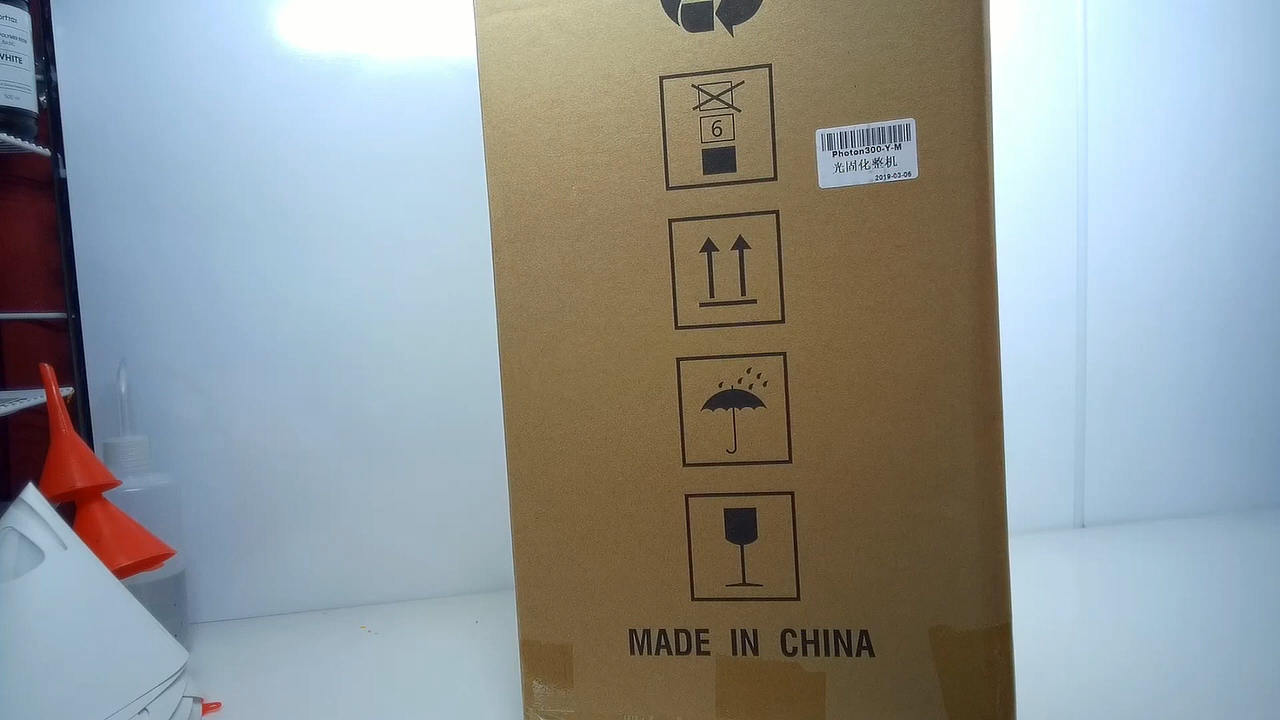 WHITE
6
Photon300-Y-M
光固化整机
2019-03-06
MADE IN CHINA